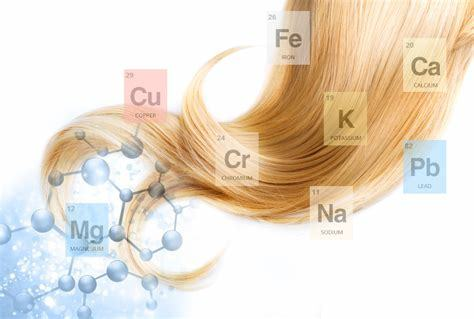 26
Fe
IRON
20
Ca
CALCIUM
29
Cu
COPPER
19
K
POTASSIUM
24
Cr
CHROMIUM
82
Pb
LEAD
11
Na
SODIUM
12
Mg
MAGNESIUM